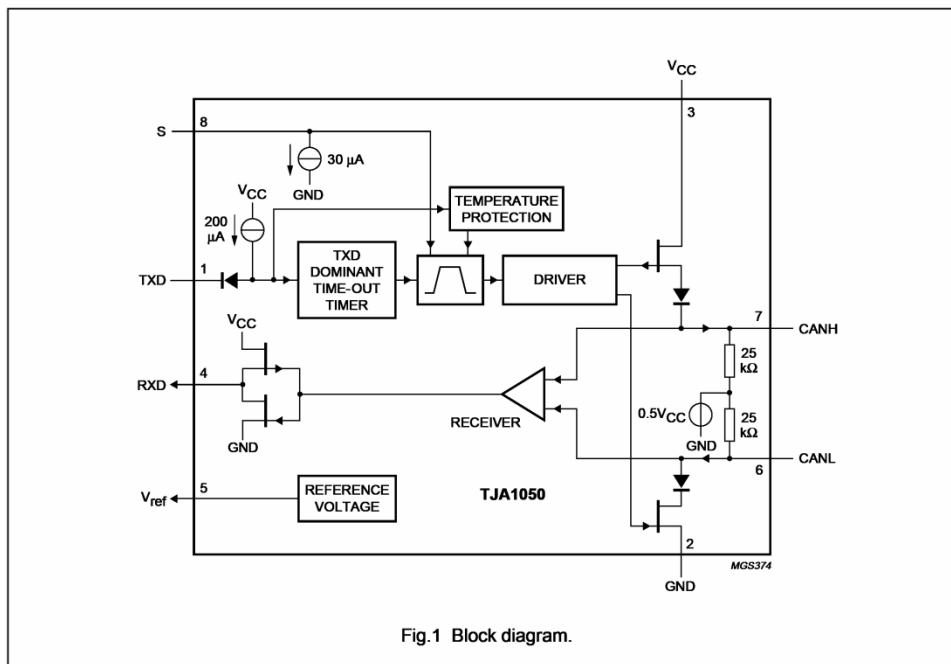 VCC
3
8
S
30 μA
GND
VCC
200
μA
TEMPERATURE
PROTECTION
1
TXD
TXD
DOMINANT
TIME-OUT
TIMER
DRIVER
7
CANH
VCC
25
kΩ
4
RXD
RECEIVER
0.5VCC
GND
25
kΩ
GND
CANL
6
5
Vref
REFERENCE
VOLTAGE
TJA1050
2
MGS374
GND
Fig.1 Block diagram.